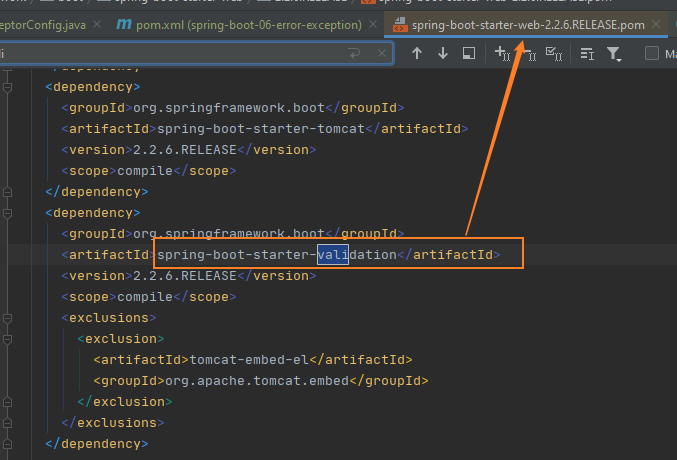 eptorConfig.java pom.xml (spring-boot-06-error-exception) spring-boot-starter-web-2.2.6.RELEASE.pom
li
<dependency>
<groupId>org.springframework.boot</groupId>
<artifactId>spring-boot-starter-tomcat</artifactId>
<version>2.2.6.RELEASE</version>
<scope>compile</scope>
</dependency>
<dependency>
<groupId>org.springframework.boot</groupId>
<artifactId>spring-boot-starter-validation</artifactId>
<version>2.2.6.RELEASE</version>
<scope>compile</scope>
<exclusions>
<exclusion>
<artifactId>tomcat-embed-el</artifactId>
<groupId>org.apache.tomcat.embed</groupId>
</exclusion>
</exclusions>
</dependency>